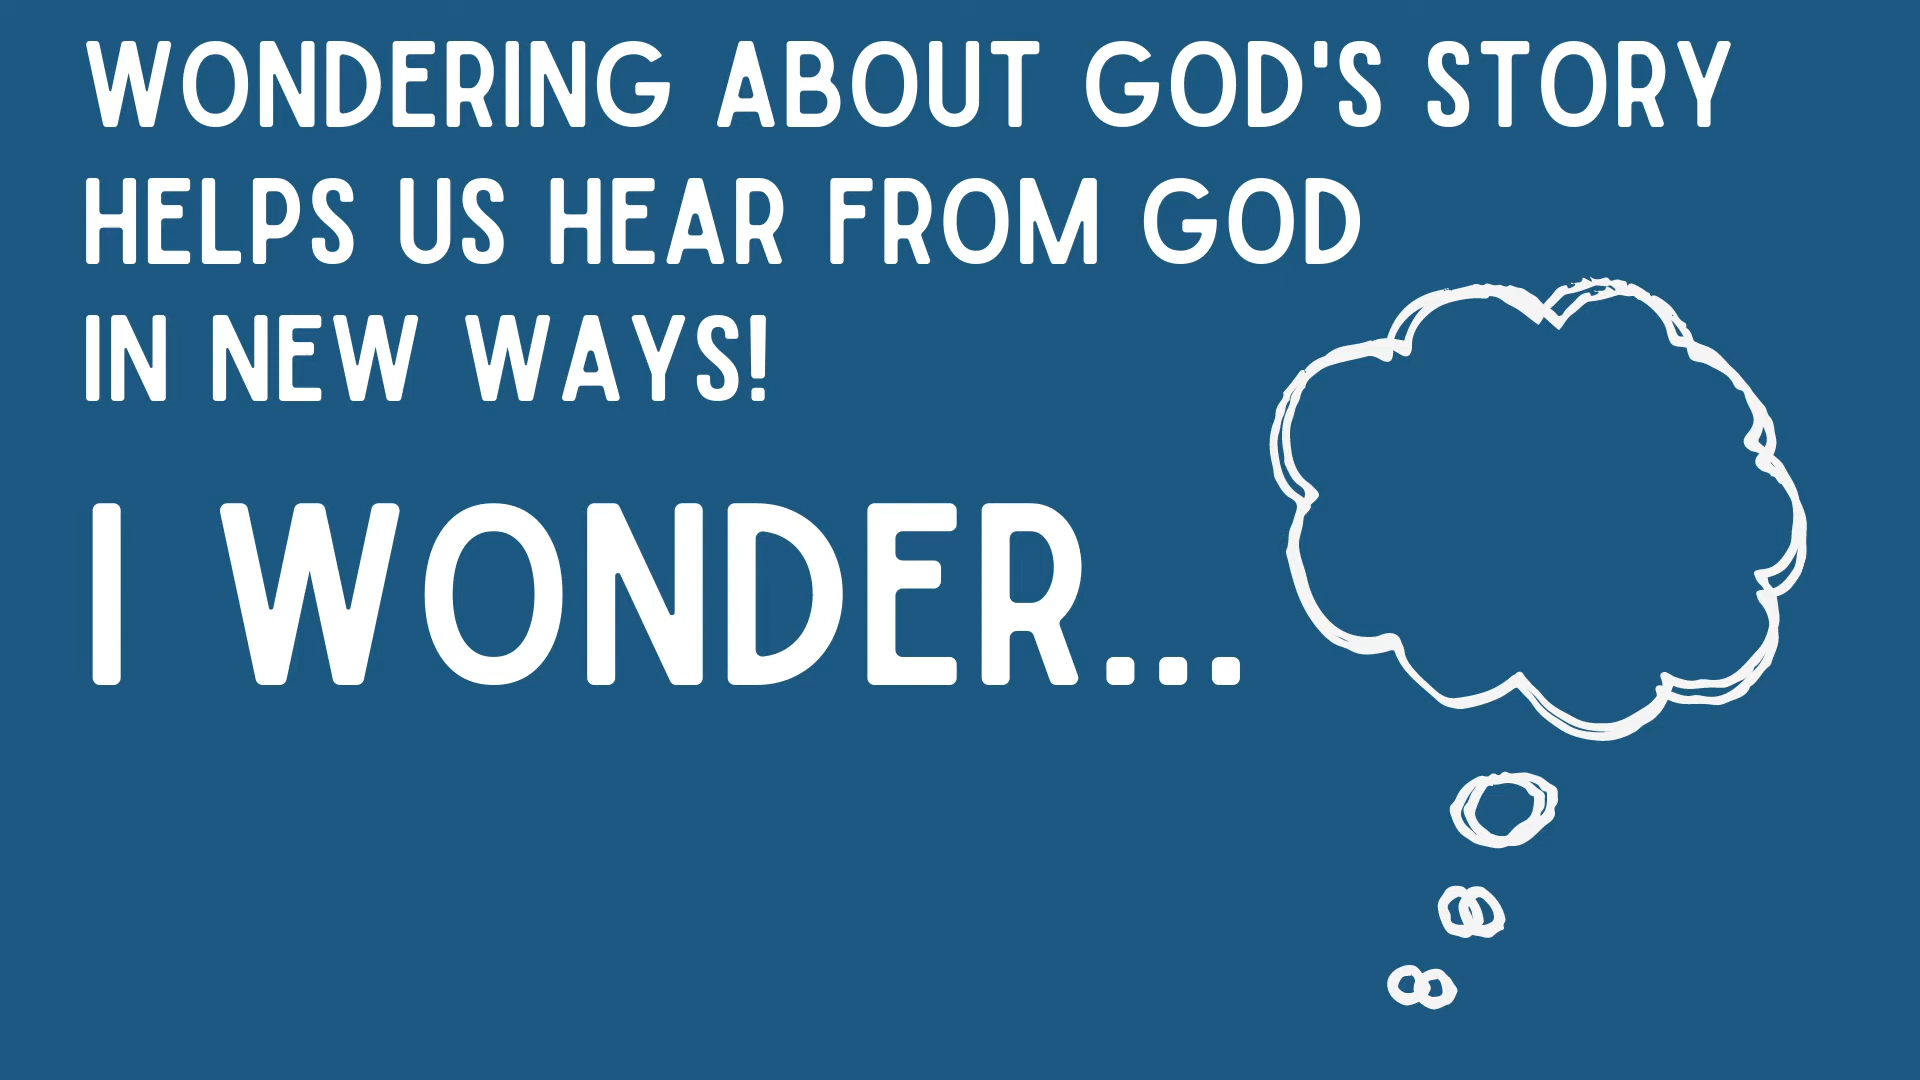 WONDERING ABOUT GOD'S STORY
HELPS US HEAR FROM GOD
IN NEW WAYS!
I WONDER...